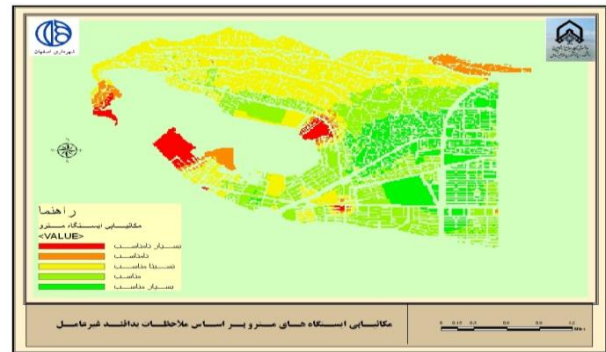 شهرداری اصفهان
راهنما
مکانیابی ایستگاه مترو
<VALUE>
بسیار نامناسب
نامناسب
نسبتا مناسب
مناسب
بسیار مناسب
مکانیابی ایستگاه های مترو بر اساس ملاحظات پدافند غیرعامل